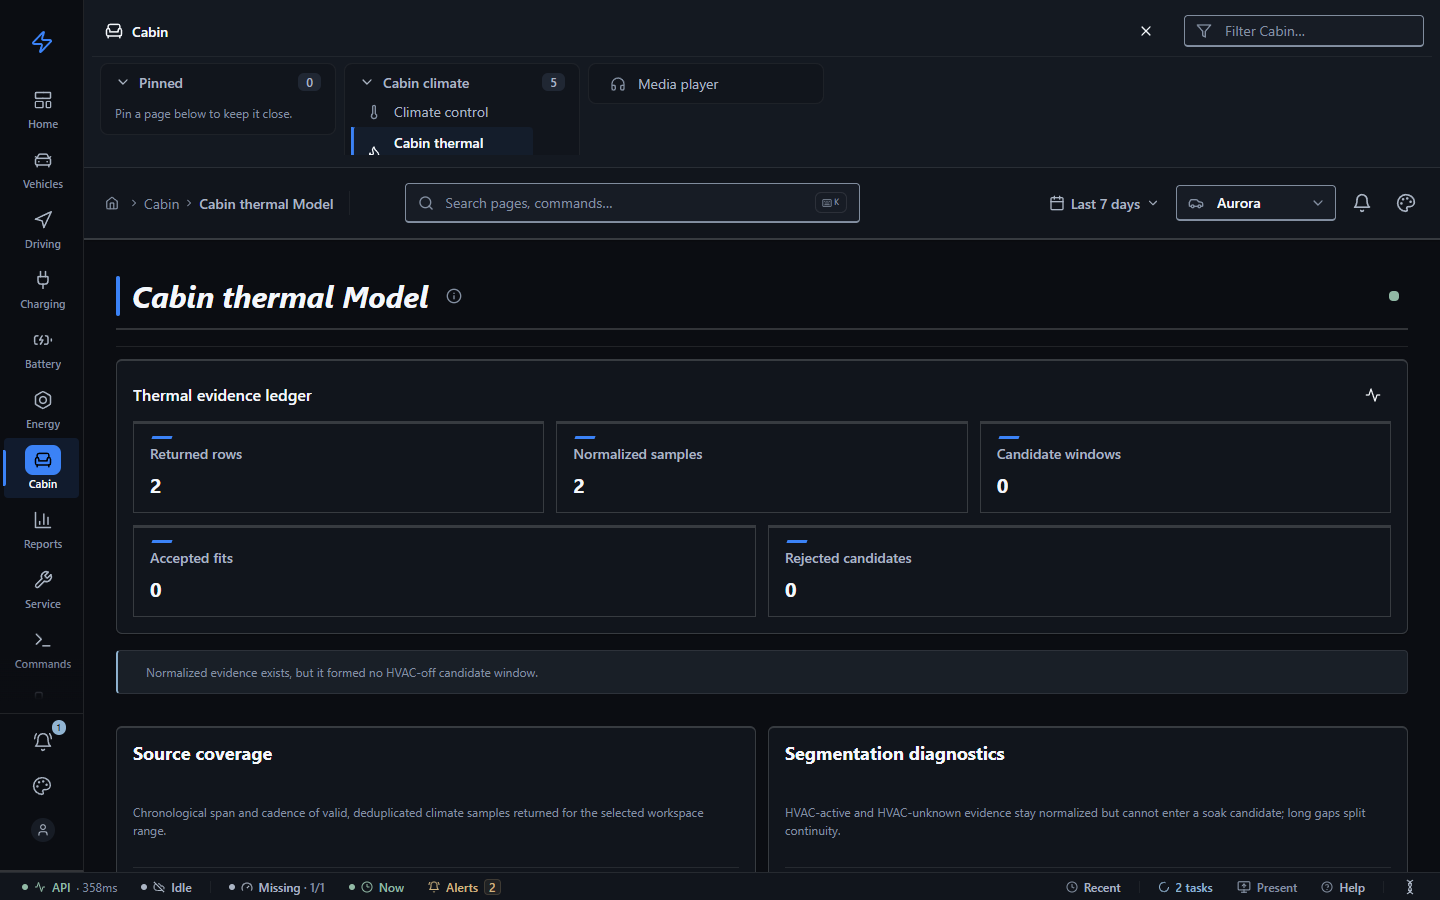 Cabin
Filter Cabin...
Pinned
0
Pin a page below to keep it close.
Cabin climate
5
Climate control
Cabin thermal
Media player
Home
Vehicles
Driving
Charging
Battery
Energy
Cabin
Reports
Service
Commands
1
Cabin
Cabin thermal Model
Search pages, commands...
K
Last 7 days
Aurora
Cabin thermal Model
Thermal evidence ledger
Returned rows
2
Normalized samples
2
Candidate windows
0
Accepted fits
0
Rejected candidates
0
Normalized evidence exists, but it formed no HVAC-off candidate window.
Source coverage
Chronological span and cadence of valid, deduplicated climate samples returned for the selected workspace
range.
Segmentation diagnostics
HVAC-active and HVAC-unknown evidence stay normalized but cannot enter a soak candidate; long gaps split
continuity.
API · 358ms
Idle
Missing · 1/1
Now
Alerts 2
Recent
2 tasks
Present
Help